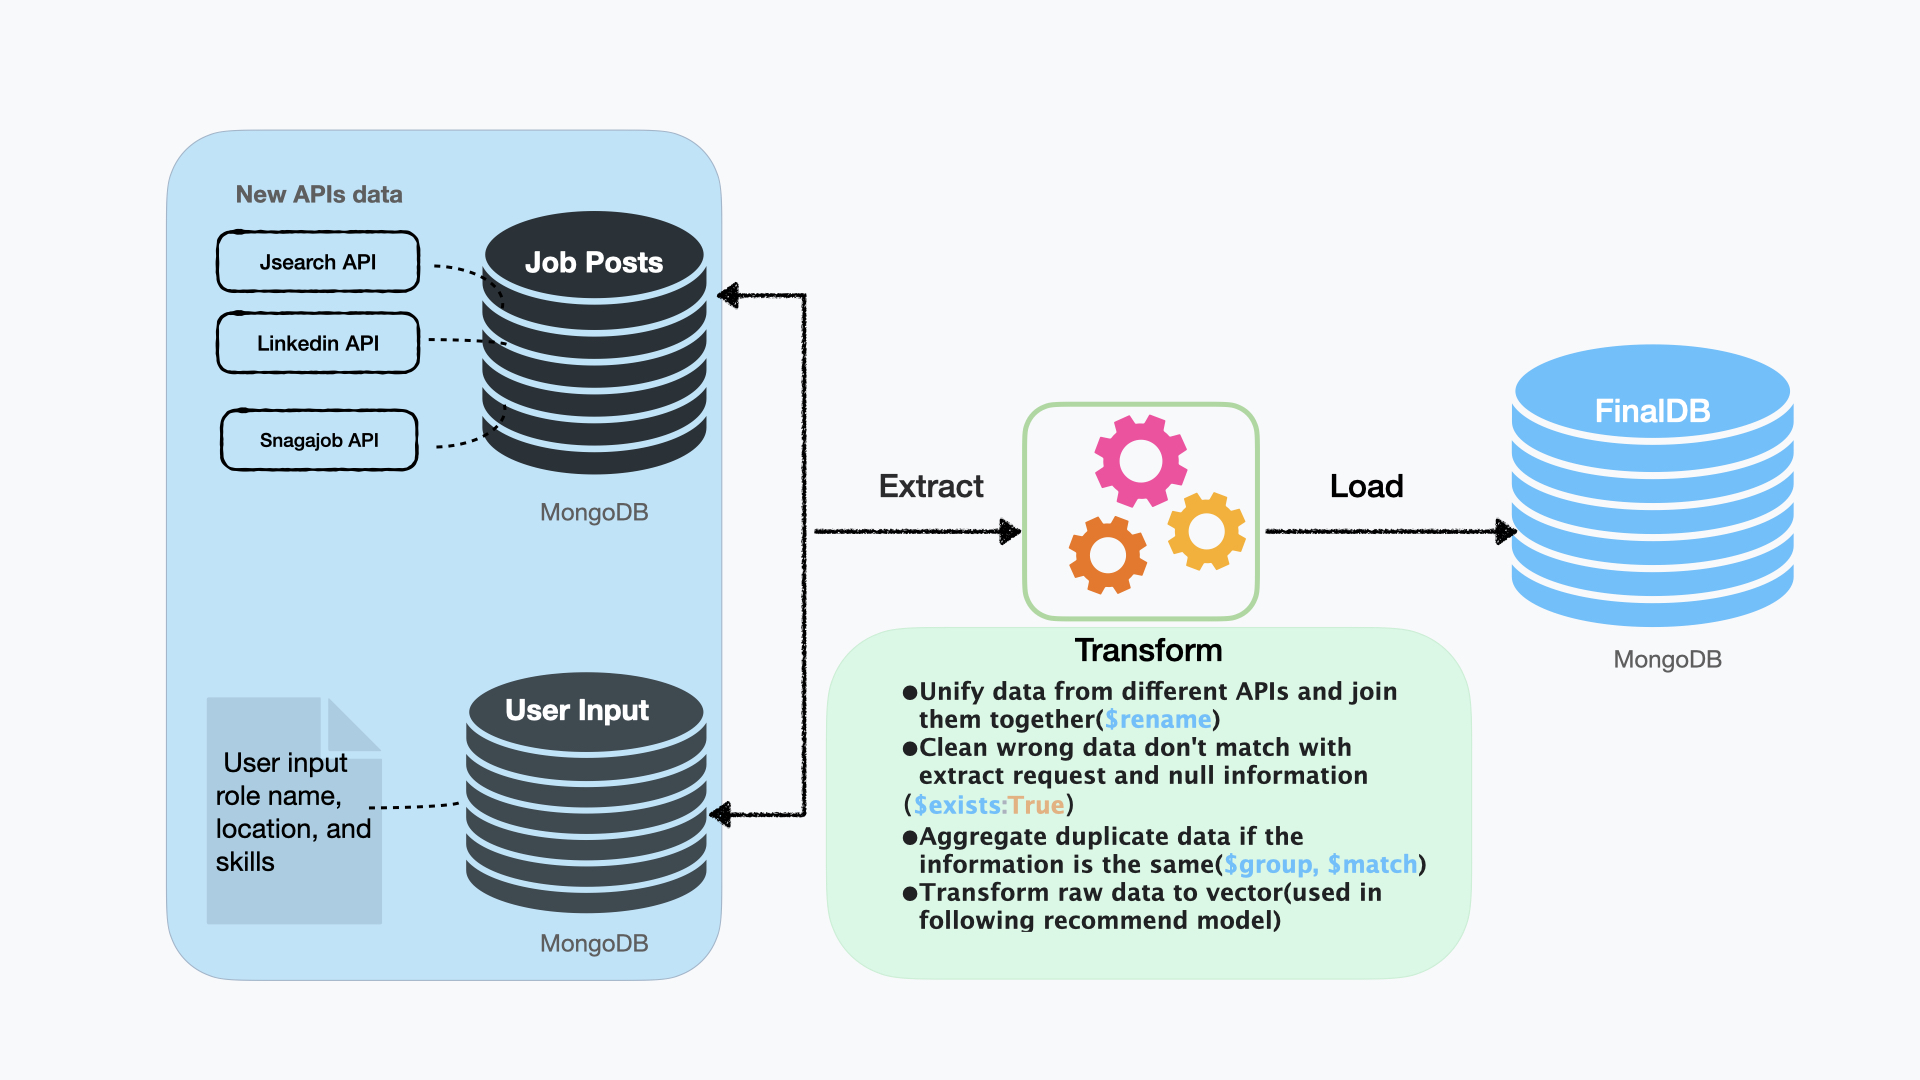 New APIs data
Jsearch API
Linkedin API
Snagajob API
Job Posts
MongoDB
User input
role name,
location, and
skills
User Input
MongoDB
Extract
Load
Transform
●Unify data from different APIs and join
them together($rename)
●Clean wrong data don't match with
extract request and null information
($exists:True)
●Aggregate duplicate data if the
information is the same($group, $match)
●Transform raw data to vector(used in
following recommend model)
FinalDB
MongoDB